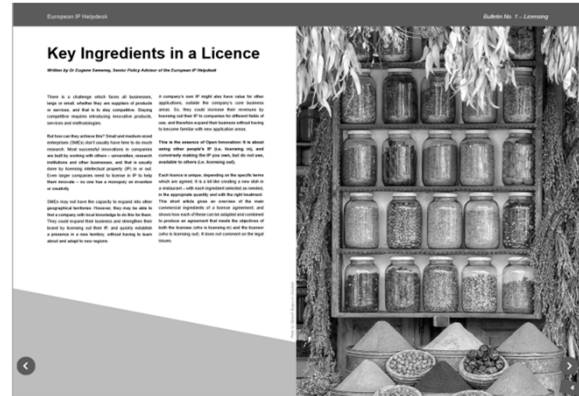 European IP Helpdesk
Bulletin No. 1 – Licensing
Key Ingredients in a Licence
Written by Dr Eugene Sweeney, Senior Policy Advisor of the European IP Helpdesk
There is a challenge which faces all businesses,
large or small, whether they are suppliers of products
or services, and that is to stay competitive. Staying
competitive requires introducing innovative products,
services and methodologies.
But how can they achieve this? Small and medium-sized
enterprises (SMEs) don't usually have time to do much
research. Most successful innovations in companies
are built by working with others – universities, research
institutions and other businesses, and that is usually
done by licensing intellectual property (IP) in or out.
Even larger companies need to license in IP to help
them innovate – no one has a monopoly on invention
or creativity.
SMEs may not have the capacity to expand into other
geographical territories. However, they may be able to
find a company with local knowledge to do this for them.
They could expand their business and strengthen their
brand by licensing out their IP, and quickly establish
a presence in a new territory, without having to learn
about and adapt to new regions.
A company's own IP might also have value for other
applications, outside the company's core business
areas. So, they could increase their revenues by
licensing out their IP to companies for different fields of
use, and therefore expand their business without having
to become familiar with new application areas.
This is the essence of Open Innovation: it is about
using other people's IP (i.e. licensing in), and
conversely making the IP you own, but do not use,
available to others (i.e. licensing out).
Each licence is unique, depending on the specific terms
which are agreed. It is a bit like creating a new dish in
a restaurant – with each ingredient selected as needed,
in the appropriate quantity and with the right treatment.
This short article gives an overview of the main
commercial ingredients of a licence agreement, and
shows how each of these can be adapted and combined
to produce an agreement that meets the objectives of
both the licensee (who is licensing in) and the licensor
(who is licensing out). It does not comment on the legal
issues.